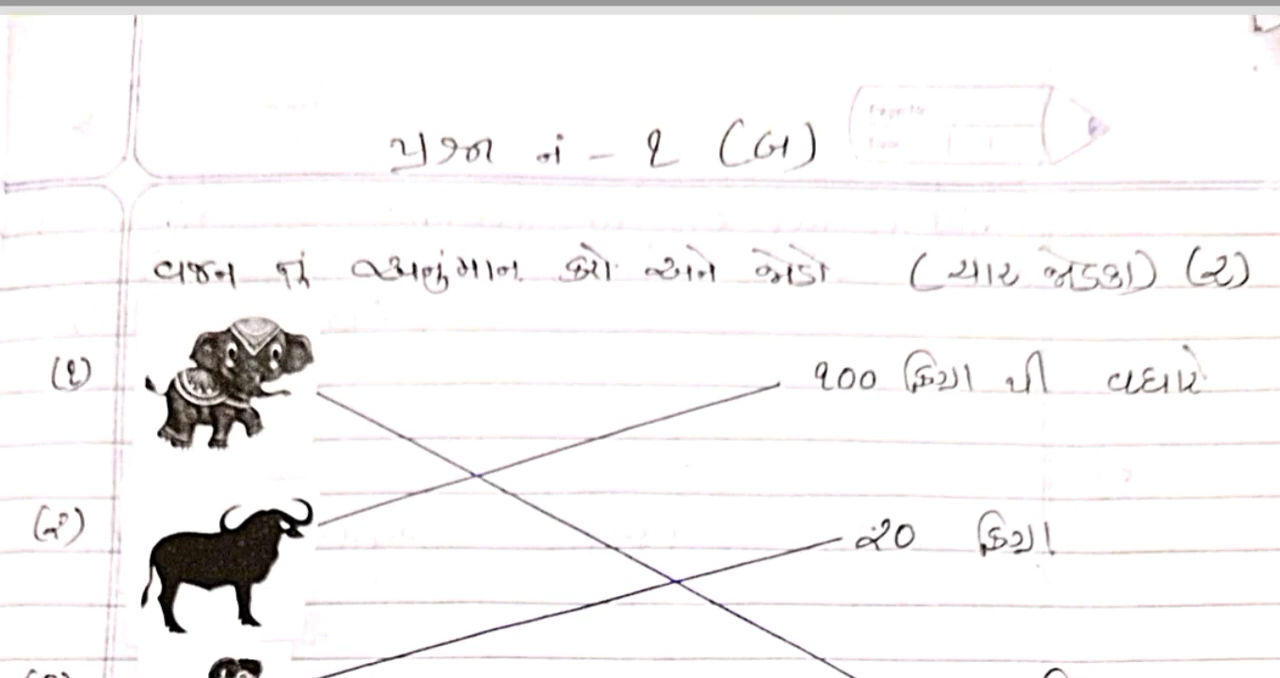 પ્રશ્ન નં - ૧ (બ)
વજન નું અનુંમાન કરો અને જોડો (ચાર જોડકા) (૨)
(૧) ૧૦૦ કિગ્રા થી વધારે
(૨) ૨૦ કિગ્રા